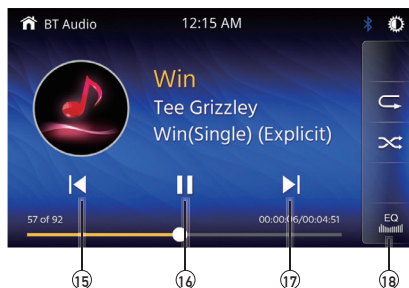 BT Audio 12:15 AM
Win
Tee Grizzley
Win(Single) (Explicit)
57 of 92 00:00:06/00:04:51
EQ
15 16 17 18